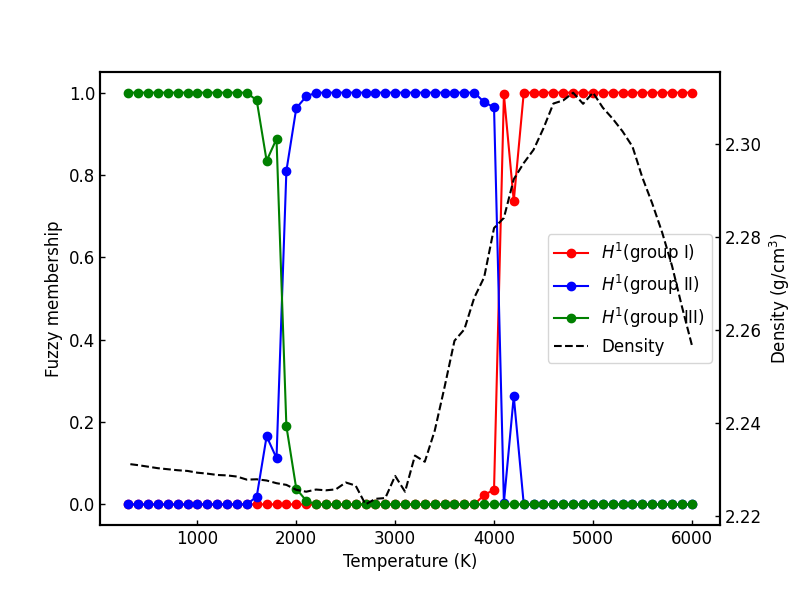 1.0
0.8
0.6
0.4
0.2
0.0
Fuzzy membership
1000
2000
3000
4000
5000
6000
Temperature (K)
2.30
2.28
2.26
2.24
2.22
Density (g/cm³)
H¹(group I)
H¹(group II)
H¹(group III)
Density